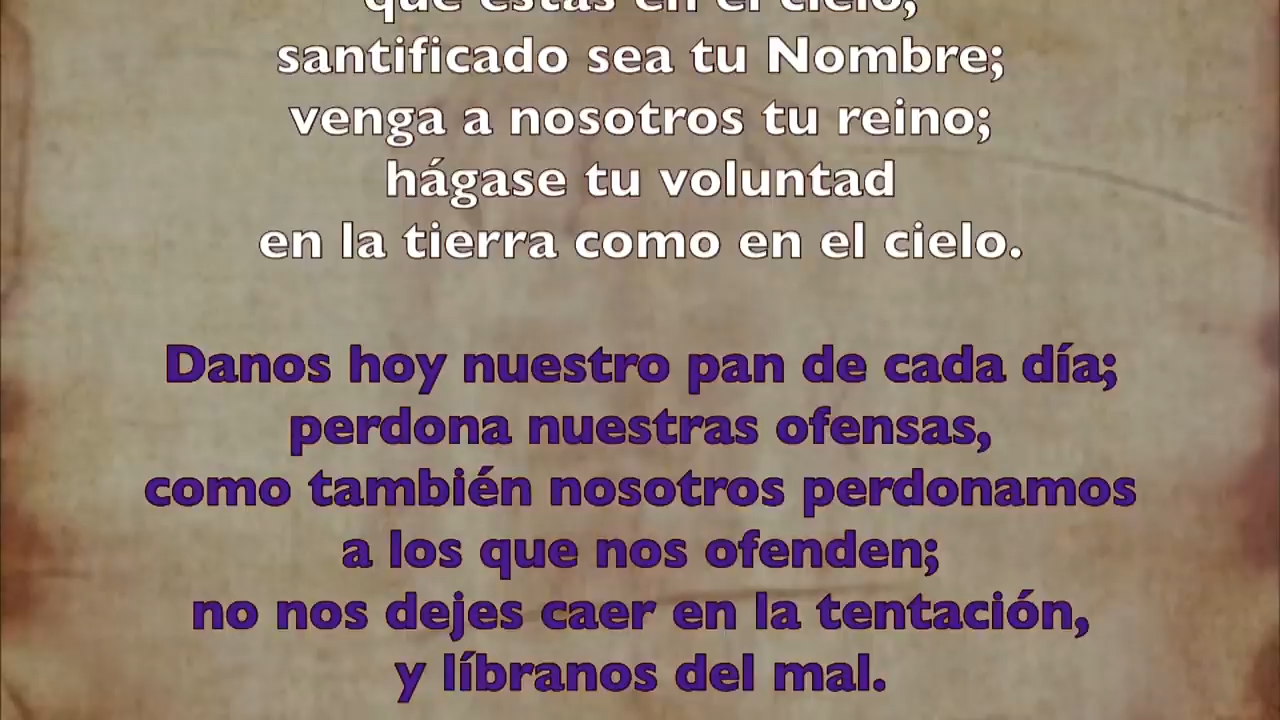 que estás en el cielo,
santificado sea tu Nombre;
venga a nosotros tu reino;
hágase tu voluntad
en la tierra como en el cielo.
Danos hoy nuestro pan de cada día;
perdona nuestras ofensas,
como también nosotros perdonamos
a los que nos ofenden;
no nos dejes caer en la tentación,
y líbranos del mal.